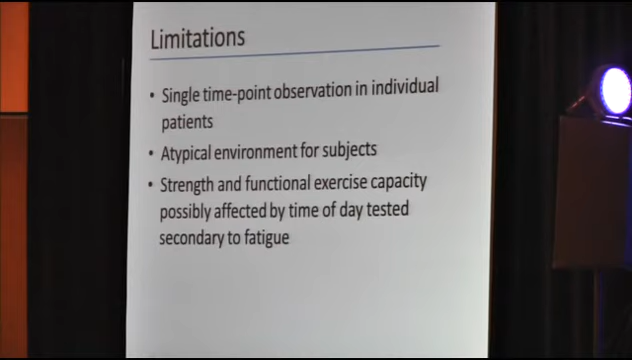 Limitations
• Single time-point observation in individual
patients
• Atypical environment for subjects
• Strength and functional exercise capacity
possibly affected by time of day tested
secondary to fatigue